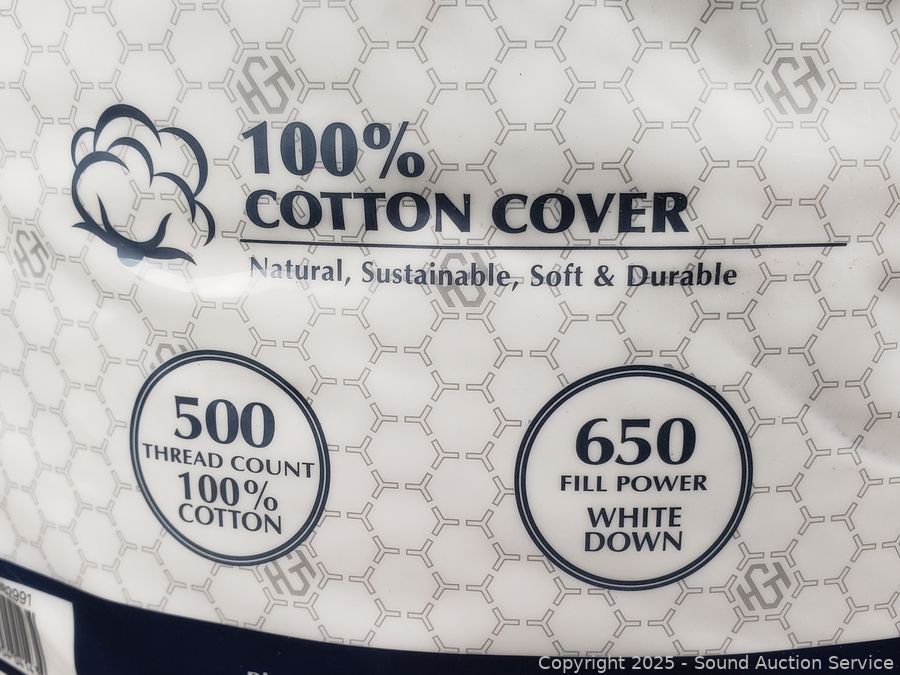 100%
COTTON COVER
Natural, Sustainable, Soft & Durable
500
THREAD COUNT
100%
COTTON
650
FILL POWER
WHITE
DOWN
Copyright 2025 - Sound Auction Service